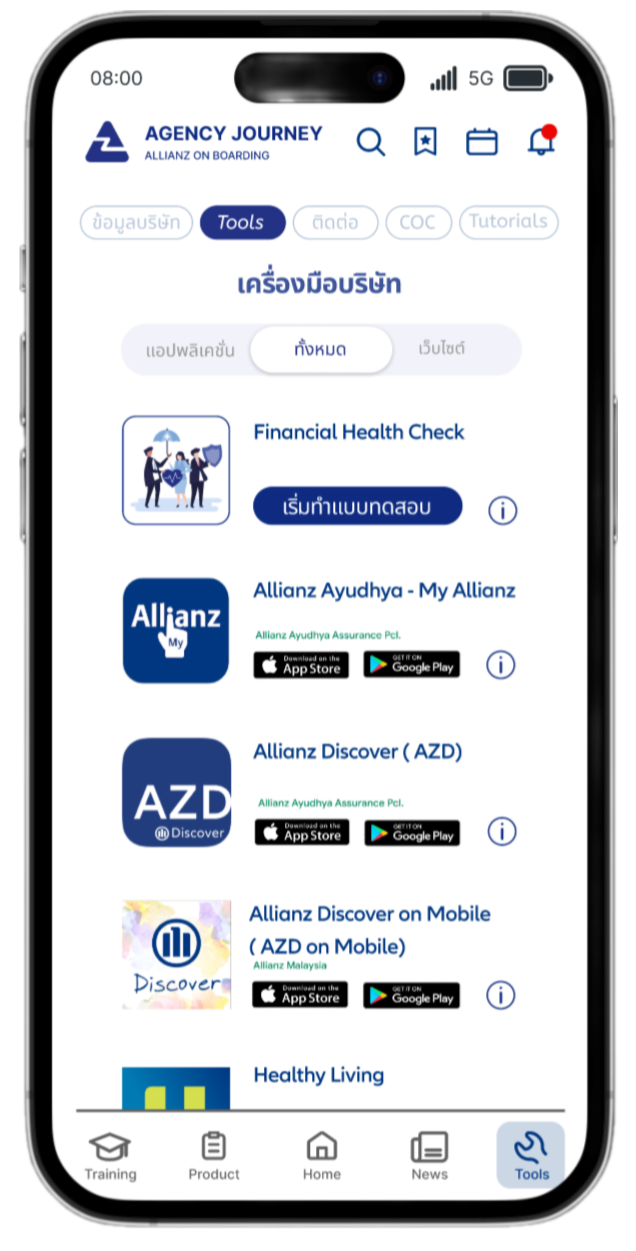 08:00
5G
AGENCY JOURNEY
ALLIANZ ON BOARDING
ข้อมูลบริษัท
Tools
ติดต่อ
COC
Tutorials
เครื่องมือบริษัท
แอปพลิเคชั่น
ทั้งหมด
เว็บไซต์
Financial Health Check
เริ่มทำแบบทดสอบ
i
Allianz
My
Allianz Ayudhya - My Allianz
Allianz Ayudhya Assurance Pcl.
Download on the
App Store
GET IT ON
Google Play
i
AZD
Discover
Allianz Discover ( AZD)
Allianz Ayudhya Assurance Pcl.
Download on the
App Store
GET IT ON
Google Play
i
Discover
Allianz Discover on Mobile
( AZD on Mobile)
Allianz Malaysia
Download on the
App Store
GET IT ON
Google Play
i
Healthy Living
Training
Product
Home
News
Tools